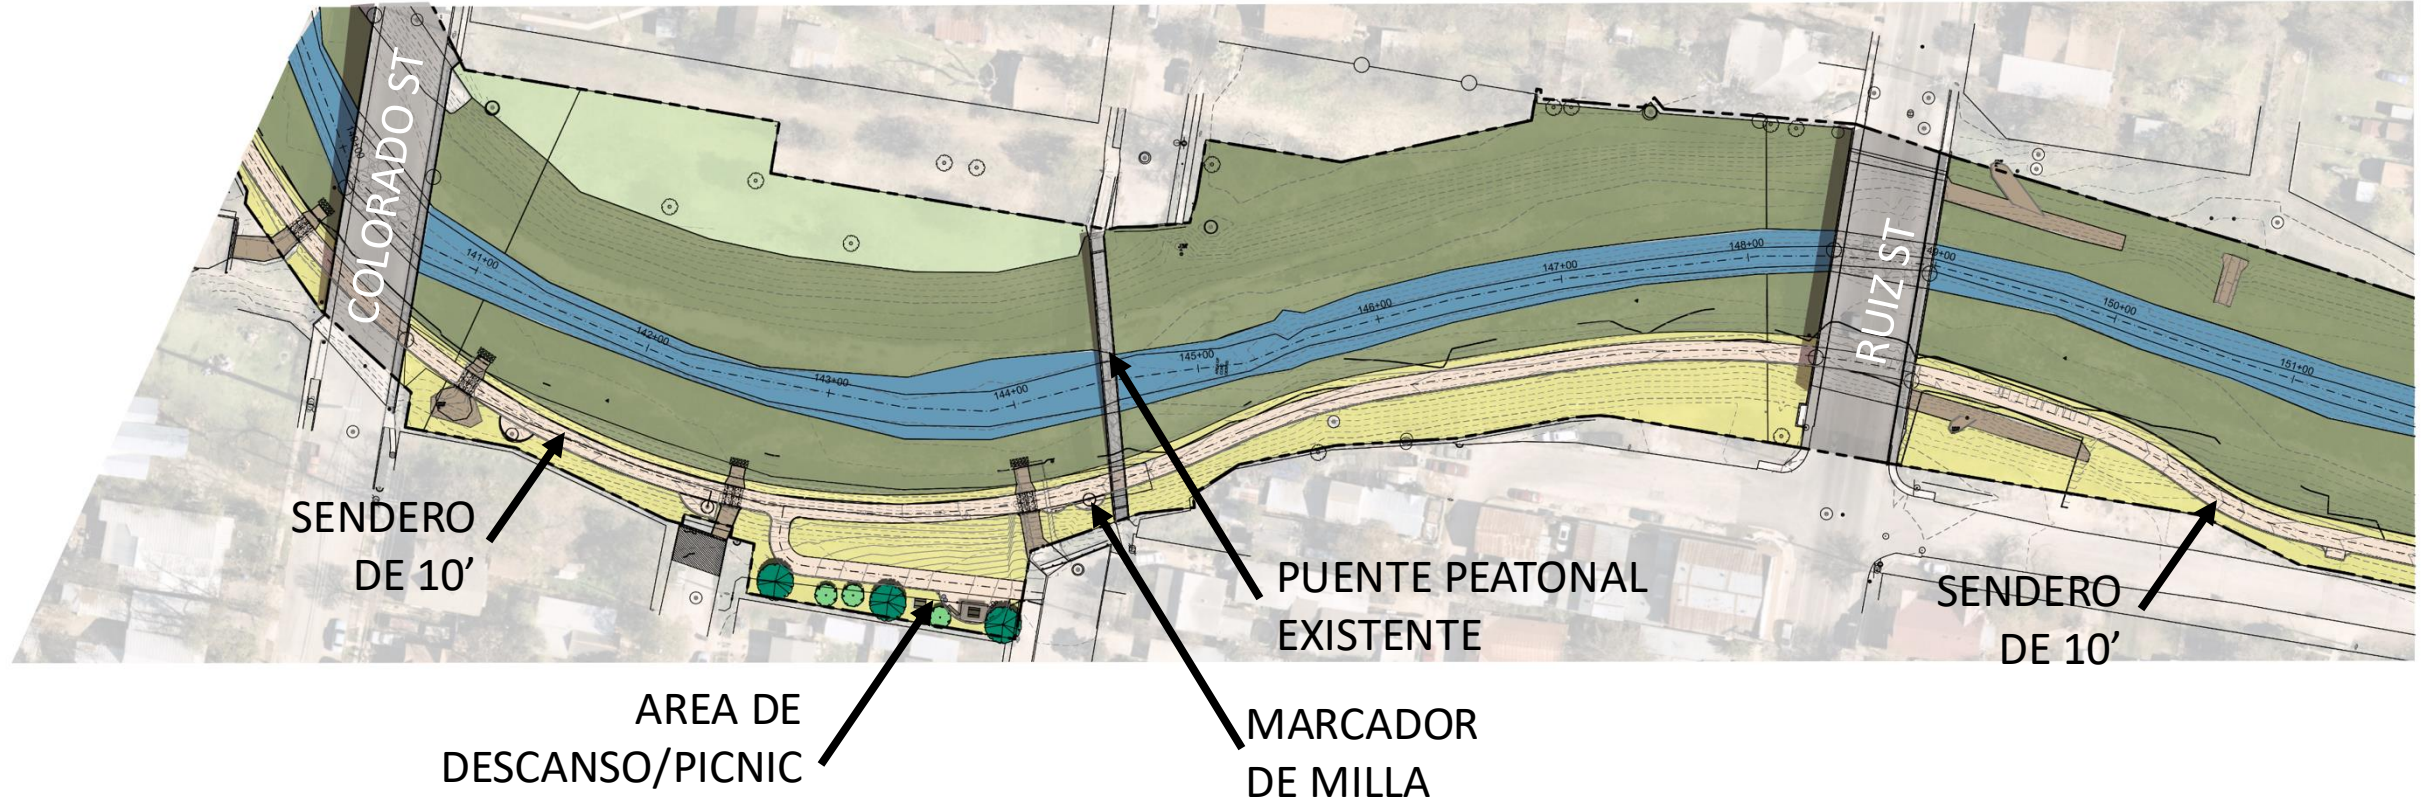 COLORADO ST
RUIZ ST
141+00
142+00
143+00
144+00
145+00
146+00
147+00
148+00
49+00
150+00
151+00
SENDERO
DE 10’
PUENTE PEATONAL
EXISTENTE
SENDERO
DE 10’
AREA DE
DESCANSO/PICNIC
MARCADOR
DE MILLA